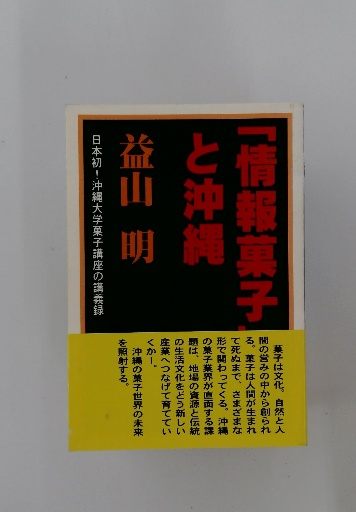 「情報菓子」
と沖縄
益山 明
日本初！沖縄大学菓子講座の講義録
菓子は文化。自然と人
間の営みの中から創られ
る。菓子は人間が生まれ
て死ぬまで、さまざまな
形で関わってくる。沖縄
の菓子業界が直面する課
題は、地場の資源と伝統
の生活文化をどう新しい
産業へつなげて育ててい
くか―。
沖縄の菓子世界の未来
を照射する。